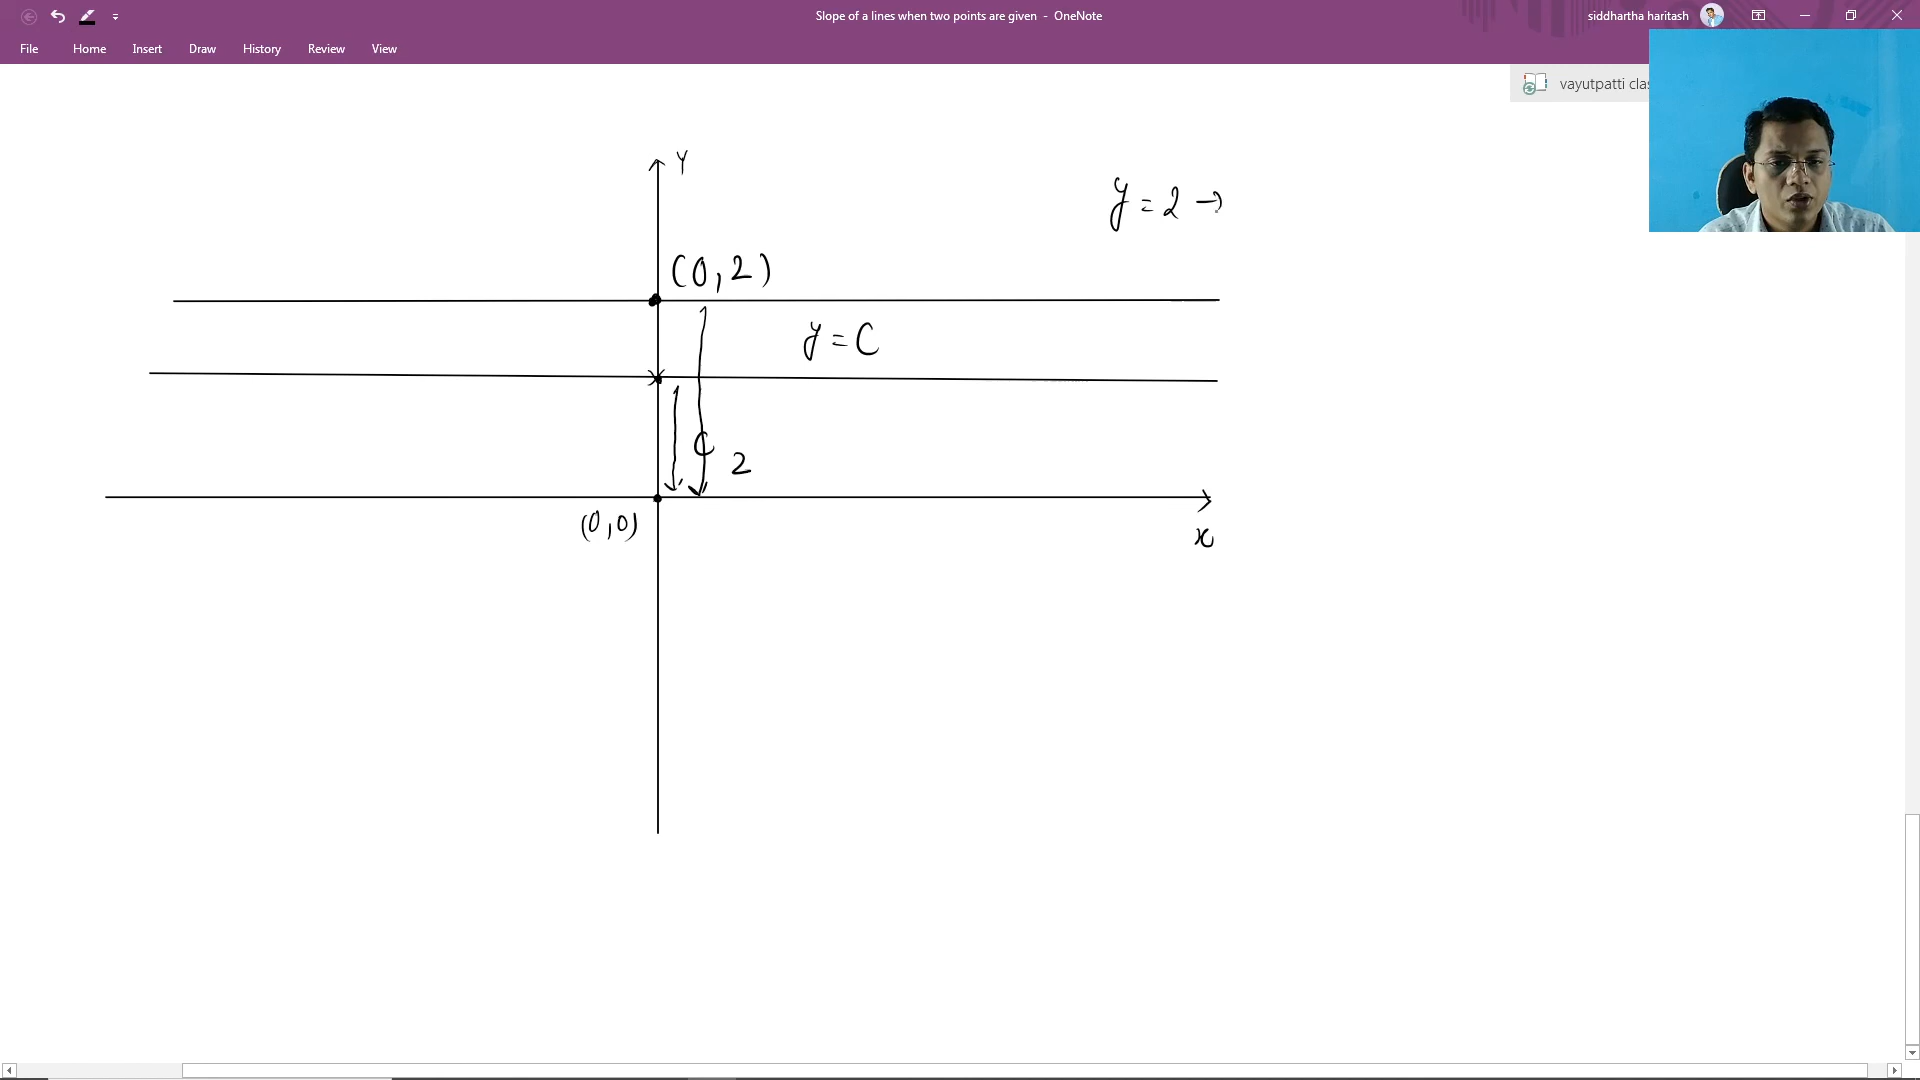 Slope of a lines when two points are given - OneNote
siddhartha haritash
File Home Insert Draw History Review View
vayutpatti clas
Y
y = 2 →
(0,2)
y = C
C
2
(0,0)
x